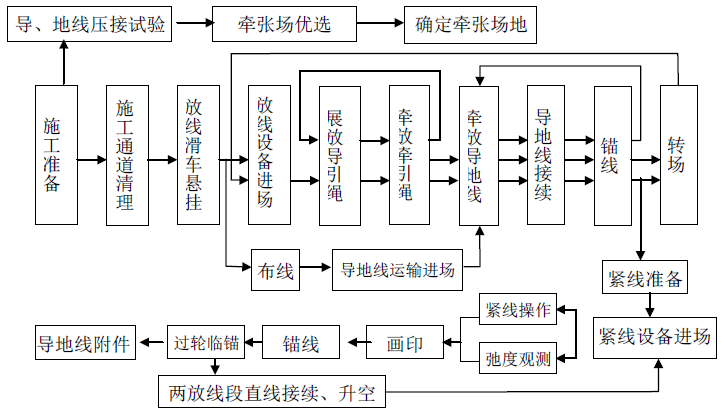 导、地线压接试验
牵张场优选
确定牵张场地
施工准备
施工通道清理
放线滑车悬挂
放线设备进场
展放导引绳
牵放牵引绳
牵放导地线
导地线接续
锚线
转场
布线
导地线运输进场
紧线准备
紧线操作
紧线设备进场
导地线附件
过轮临锚
锚线
画印
弛度观测
两放线段直线接续、升空